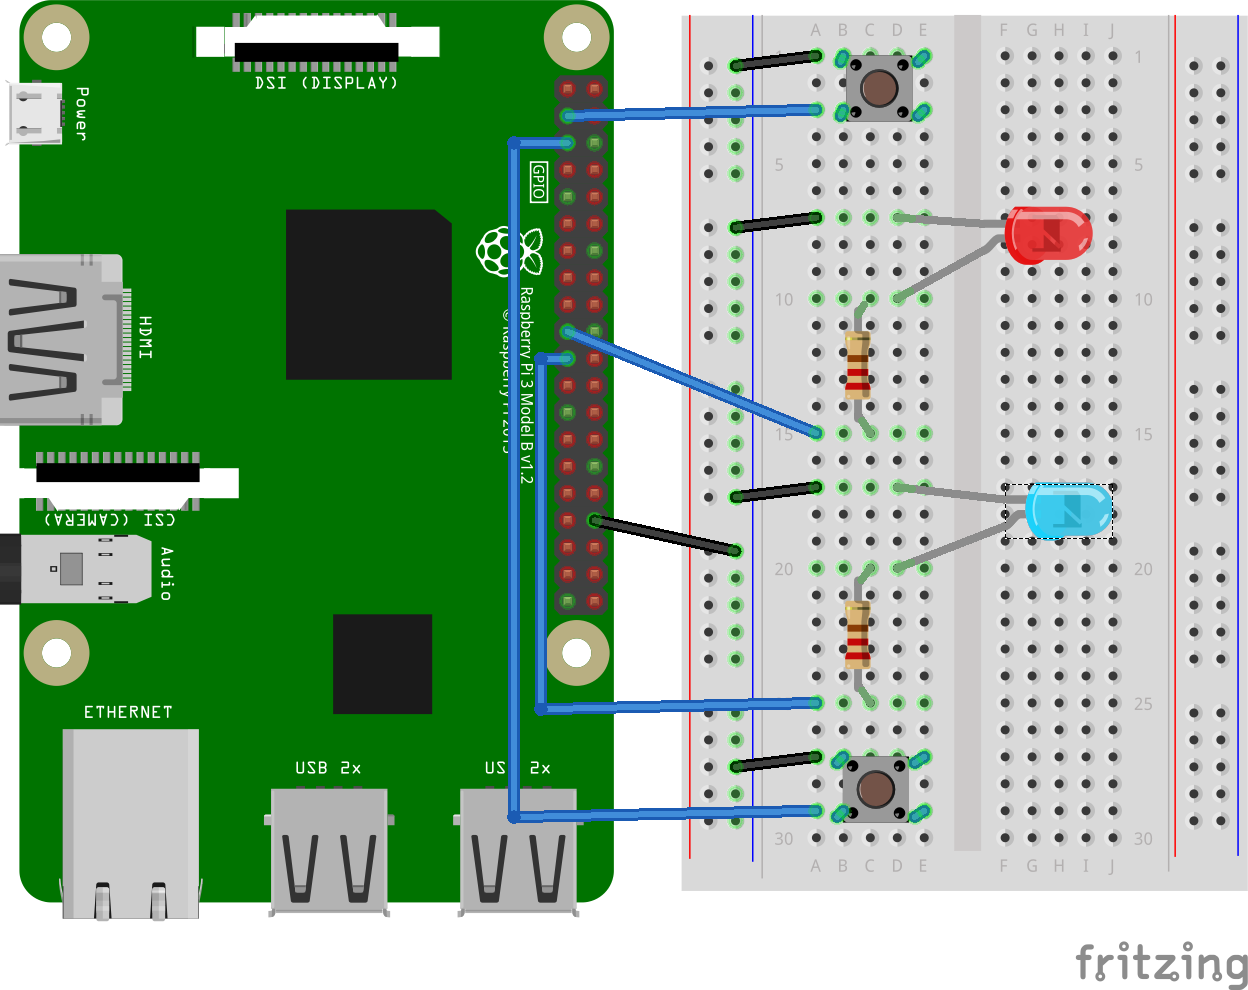 DSI (DISPLAY)
Power
GPIO
HDMI
Raspberry Pi 3 Model B v1.2
© Raspberry Pi 2015
CSI (CAMERA)
Audio
ETHERNET
USB 2x
USB 2x
A B C D E F G H I J
1 1
5 5
10 10
15 15
20 20
25 25
30 30
A B C D E F G H I J
fritzing